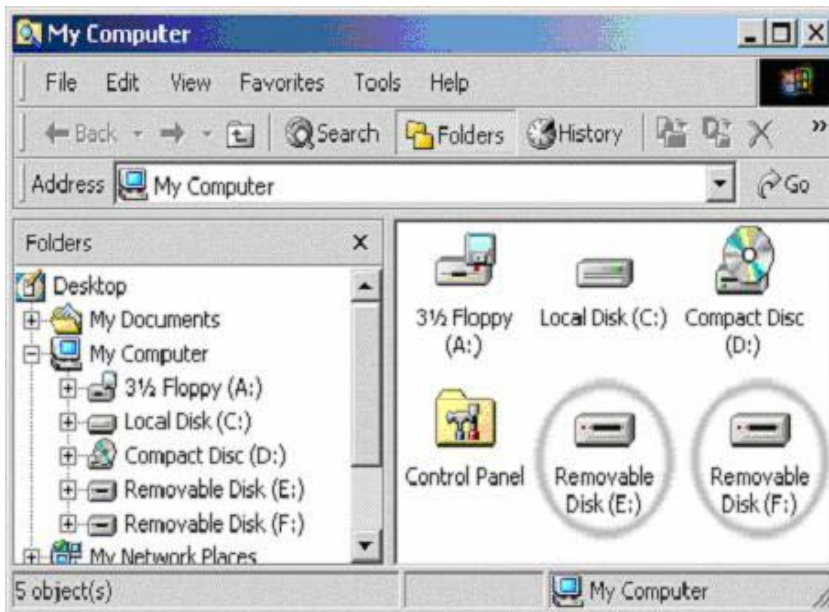 My Computer
File Edit View Favorites Tools Help
Back Search Folders History »
Address My Computer Go
Folders
Desktop
My Documents
My Computer
3½ Floppy (A:)
Local Disk (C:)
Compact Disc (D:)
Removable Disk (E:)
Removable Disk (F:)
My Network Places
3½ Floppy
(A:)
Local Disk (C:)
Compact Disc
(D:)
Control Panel
Removable
Disk (E:)
Removable
Disk (F:)
5 object(s)
My Computer